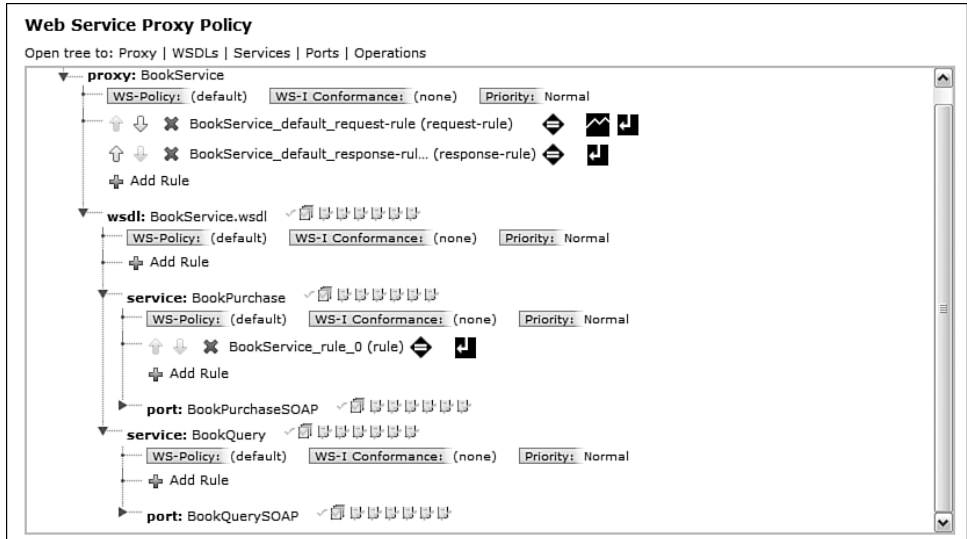 Web Service Proxy Policy
Open tree to: Proxy | WSDLs | Services | Ports | Operations
proxy: BookService
WS-Policy: (default) WS-I Conformance: (none) Priority: Normal
BookService_default_request-rule (request-rule)
BookService_default_response-rul... (response-rule)
Add Rule
wsdl: BookService.wsdl
WS-Policy: (default) WS-I Conformance: (none) Priority: Normal
Add Rule
service: BookPurchase
WS-Policy: (default) WS-I Conformance: (none) Priority: Normal
BookService_rule_0 (rule)
Add Rule
port: BookPurchaseSOAP
service: BookQuery
WS-Policy: (default) WS-I Conformance: (none) Priority: Normal
Add Rule
port: BookQuerySOAP